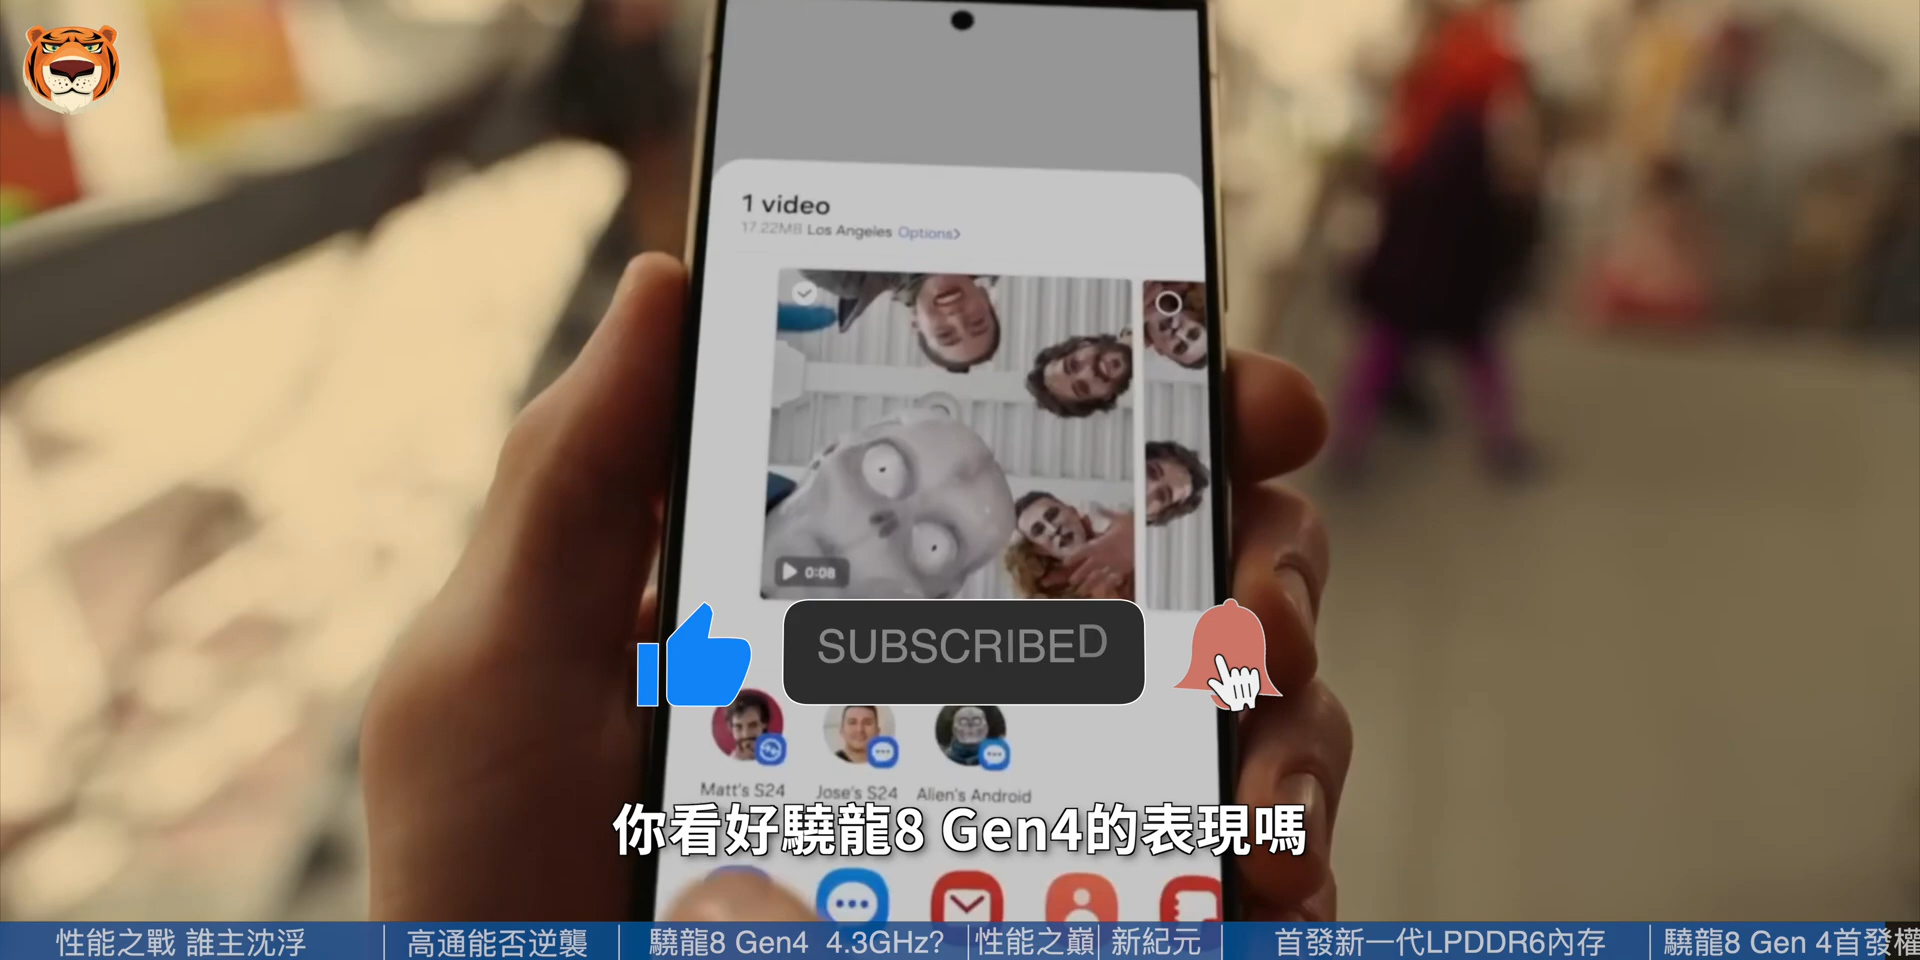 1 video
17.22MB Los Angeles Options>
0:08
SUBSCRIBED
Matt's S24
Jose's S24
Alien's Android
你看好驍龍8 Gen4的表現嗎
性能之戰 誰主沈浮
高通能否逆襲
驍龍8 Gen4 4.3GHz?
性能之巔
新紀元
首發新一代LPDDR6內存
驍龍8 Gen 4首發權